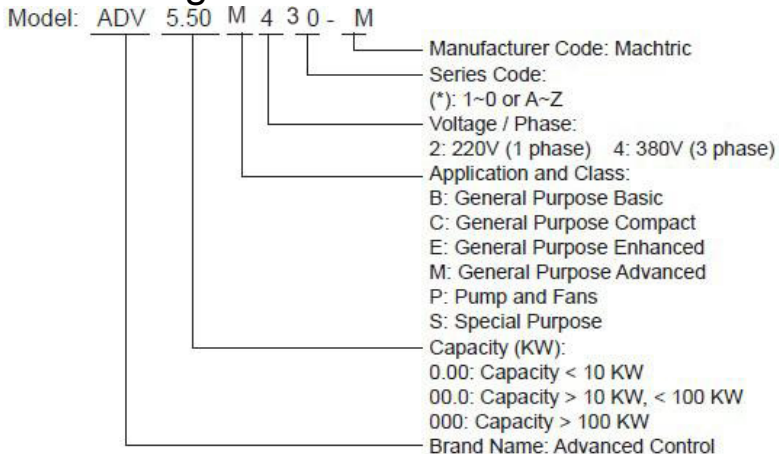 Model: ADV 5.50 M 4 3 0 - M
Manufacturer Code: Machtric
Series Code:
(*): 1~0 or A~Z
Voltage / Phase:
2: 220V (1 phase) 4: 380V (3 phase)
Application and Class:
B: General Purpose Basic
C: General Purpose Compact
E: General Purpose Enhanced
M: General Purpose Advanced
P: Pump and Fans
S: Special Purpose
Capacity (KW):
0.00: Capacity < 10 KW
00.0: Capacity > 10 KW, < 100 KW
000: Capacity > 100 KW
Brand Name: Advanced Control